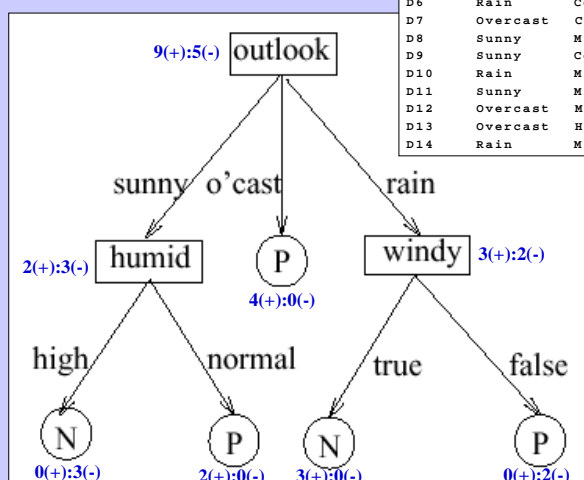 D6 Rain
D7 Overcast
D8 Sunny M
D9 Sunny
D10 Rain M
D11 Sunny M
D12 Overcast M
D13 Overcast H
D14 Rain M
9(+):5(-) outlook
sunny o'cast rain
2(+):3(-) humid P windy 3(+):2(-)
4(+):0(-)
high normal true false
N P N P
0(+):3(-) 2(+):0(-) 3(+):0(-) 0(+):2(-)